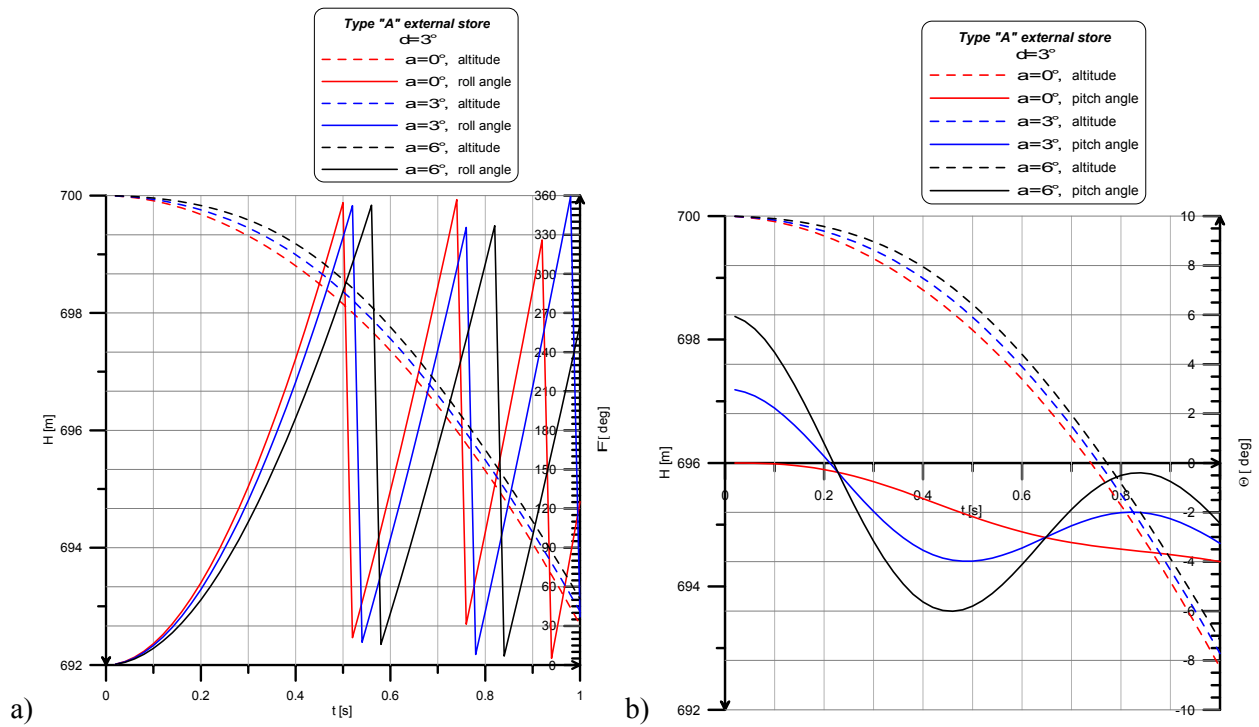 Type "A" external store
d=3°
a=0°, altitude
a=0°, roll angle
a=3°, altitude
a=3°, roll angle
a=6°, altitude
a=6°, roll angle
700
698
696
694
692
H [m]
360
330
300
270
240
210
180
150
120
90
60
30
0
F [ deg]
0
0.2
0.4
0.6
0.8
1
t [s]
a)
Type "A" external store
d=3°
a=0°, altitude
a=0°, pitch angle
a=3°, altitude
a=3°, pitch angle
a=6°, altitude
a=6°, pitch angle
700
698
696
694
692
H [m]
10
8
6
4
2
0
-2
-4
-6
-8
-10
Θ [ deg]
0
0.2
0.4
0.6
0.8
t [s]
b)